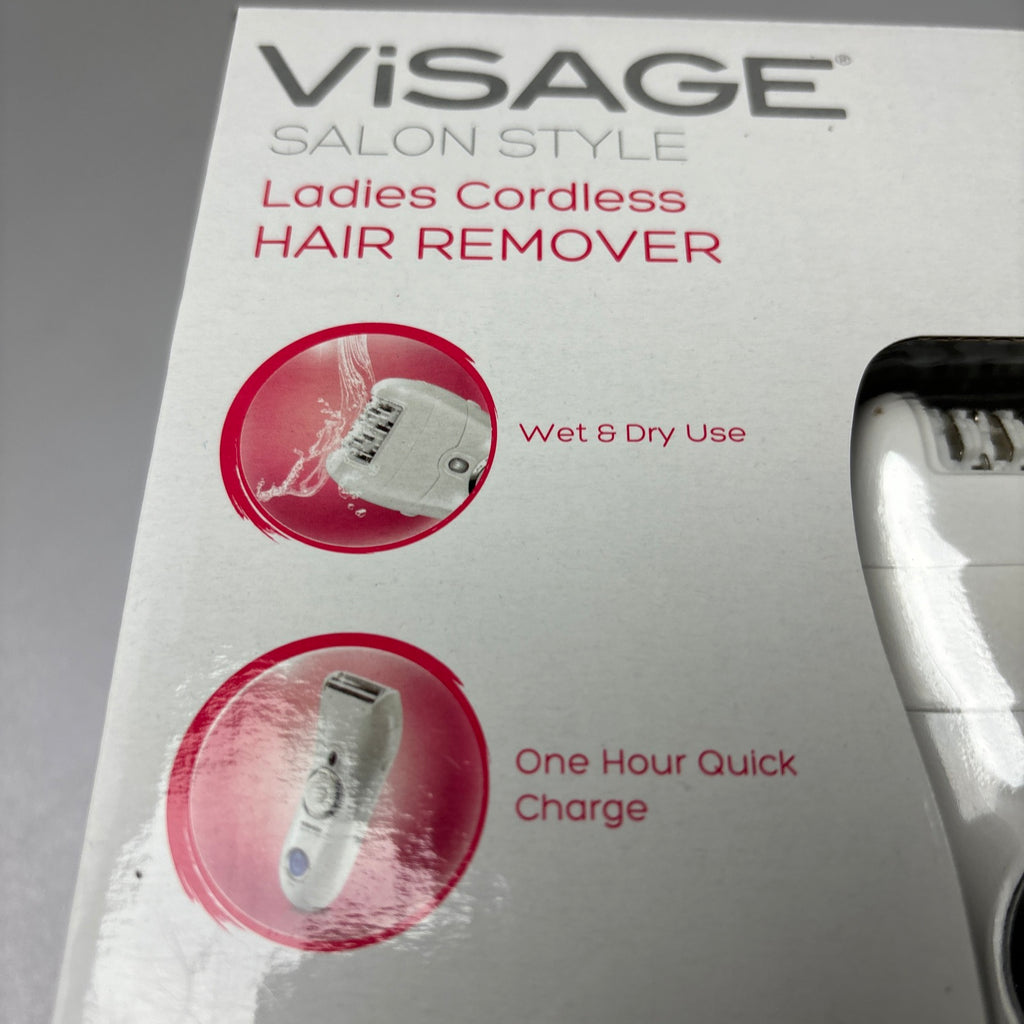 ViSAGE®
SALON STYLE
Ladies Cordless
HAIR REMOVER
Wet & Dry Use
One Hour Quick
Charge